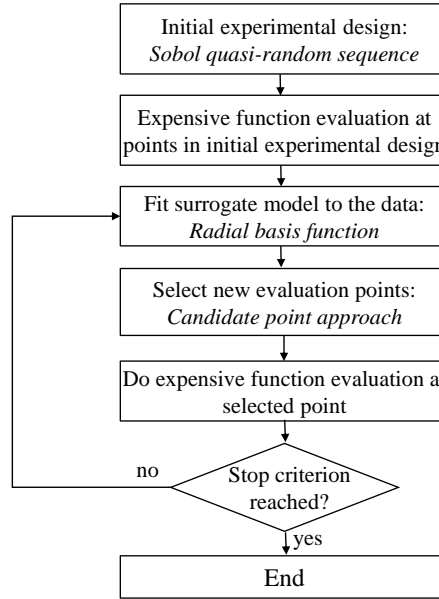 Initial experimental design:
Sobol quasi-random sequence
Expensive function evaluation at
points in initial experimental design
Fit surrogate model to the data:
Radial basis function
Select new evaluation points:
Candidate point approach
Do expensive function evaluation a
selected point
no
Stop criterion
reached?
yes
End